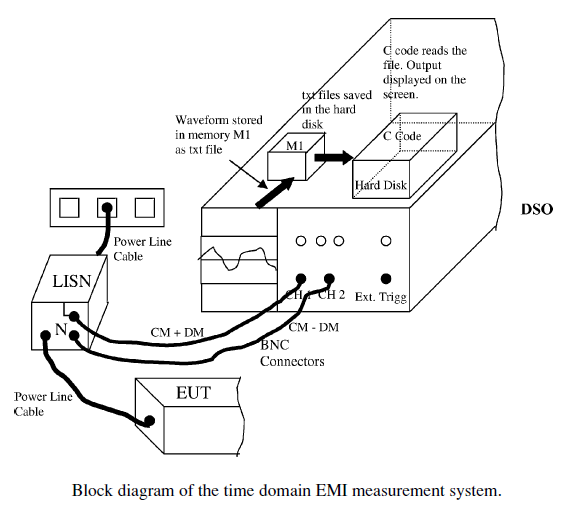 C code reads the
file. Output
displayed on the
screen.
txt files saved
in the hard
disk
Waveform stored
in memory M1
as txt file
M1
C Code
Hard Disk
DSO
Power Line
Cable
LISN
L
N
CH 1 CH 2 Ext. Trigg
CM + DM
CM - DM
BNC
Connectors
EUT
Power Line
Cable
Block diagram of the time domain EMI measurement system.